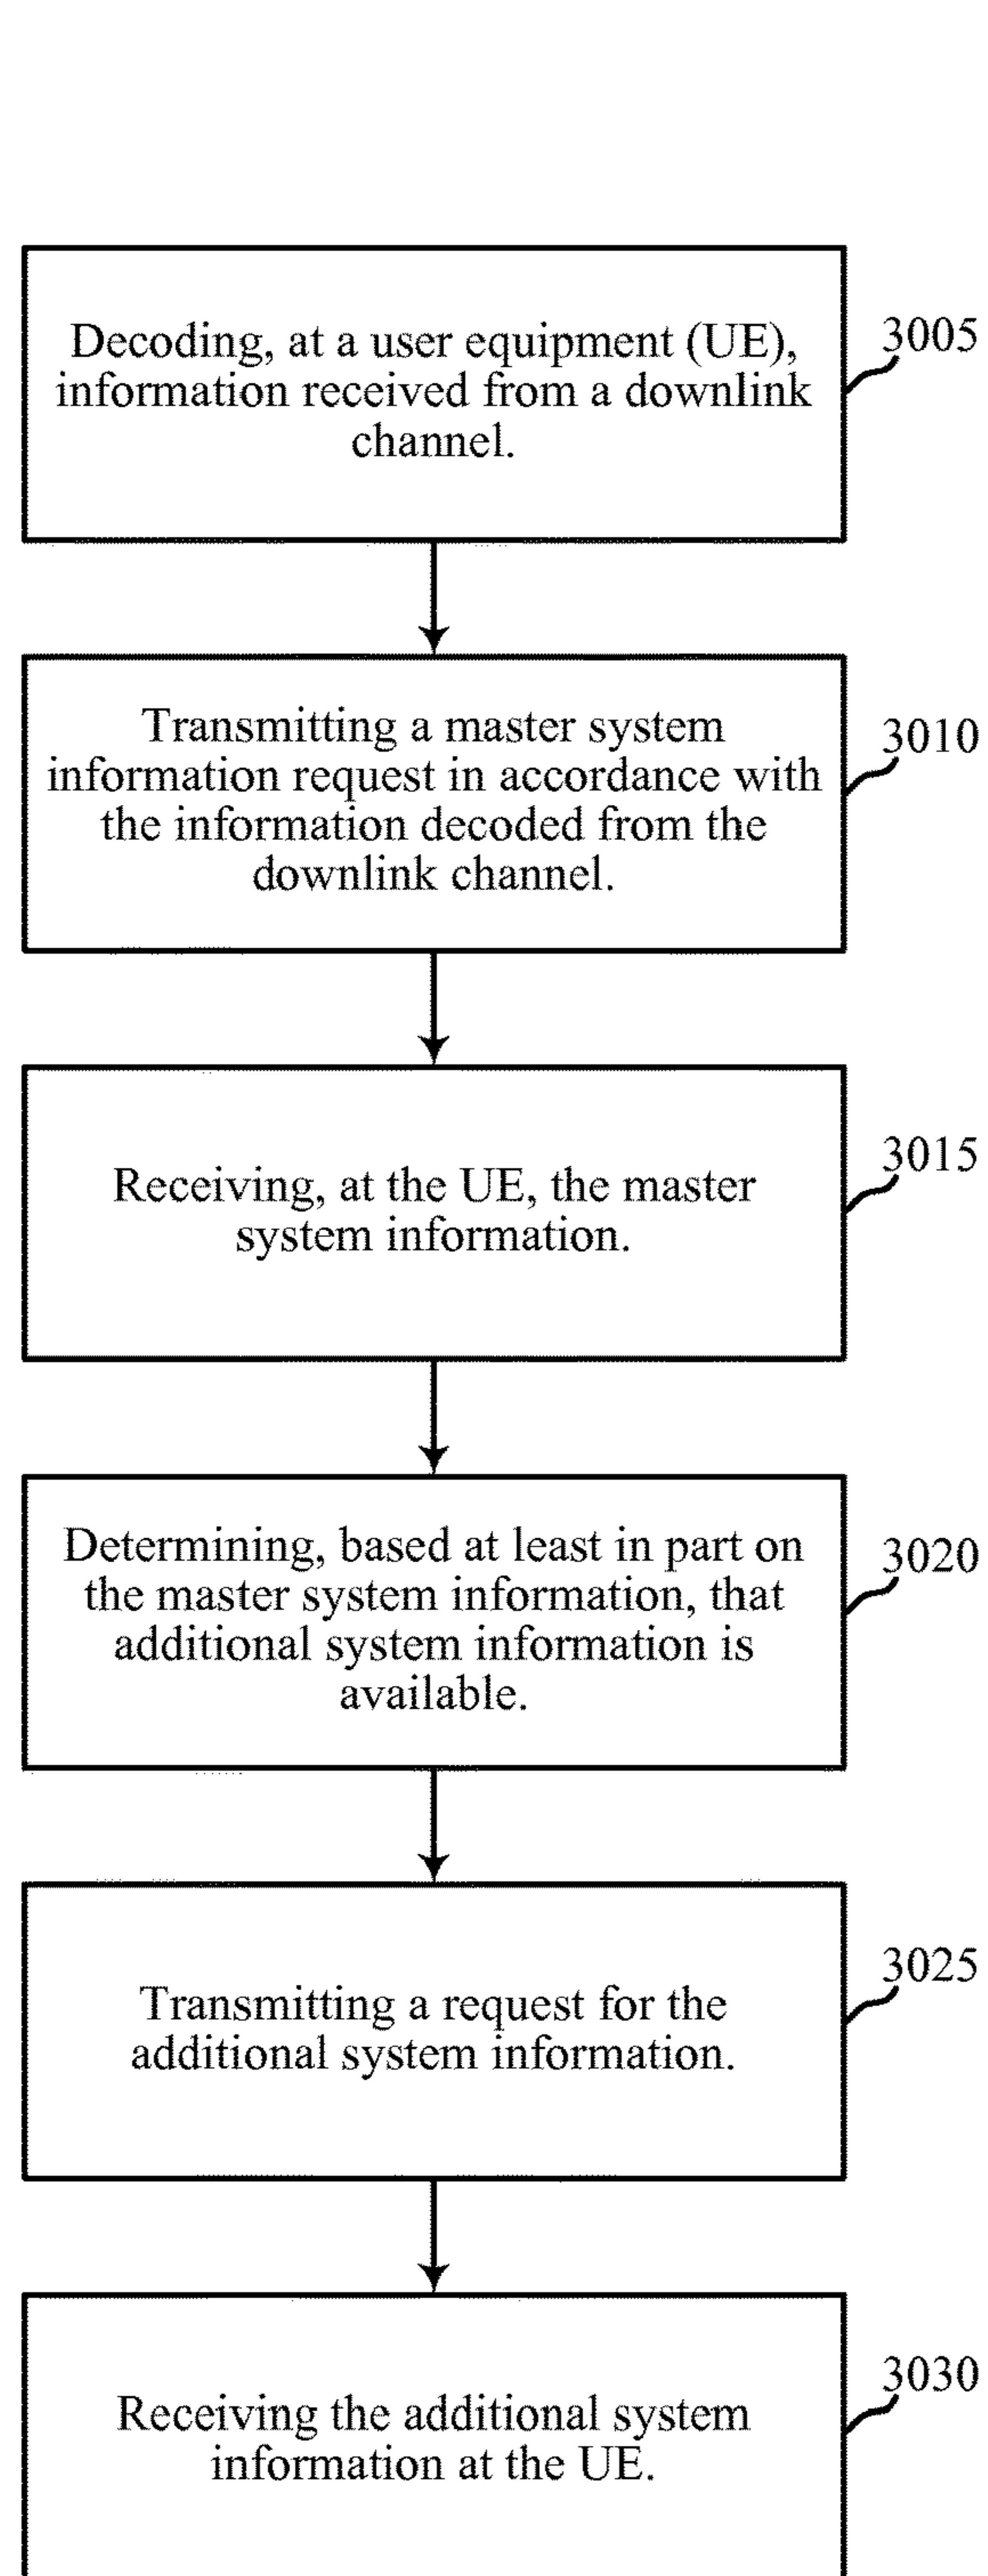 Decoding, at a user equipment (UE),
information received from a downlink
channel.
3005
Transmitting a master system
information request in accordance with
the information decoded from the
downlink channel.
3010
Receiving, at the UE, the master
system information.
3015
Determining, based at least in part on
the master system information, that
additional system information is
available.
3020
Transmitting a request for the
additional system information.
3025
Receiving the additional system
information at the UE.
3030